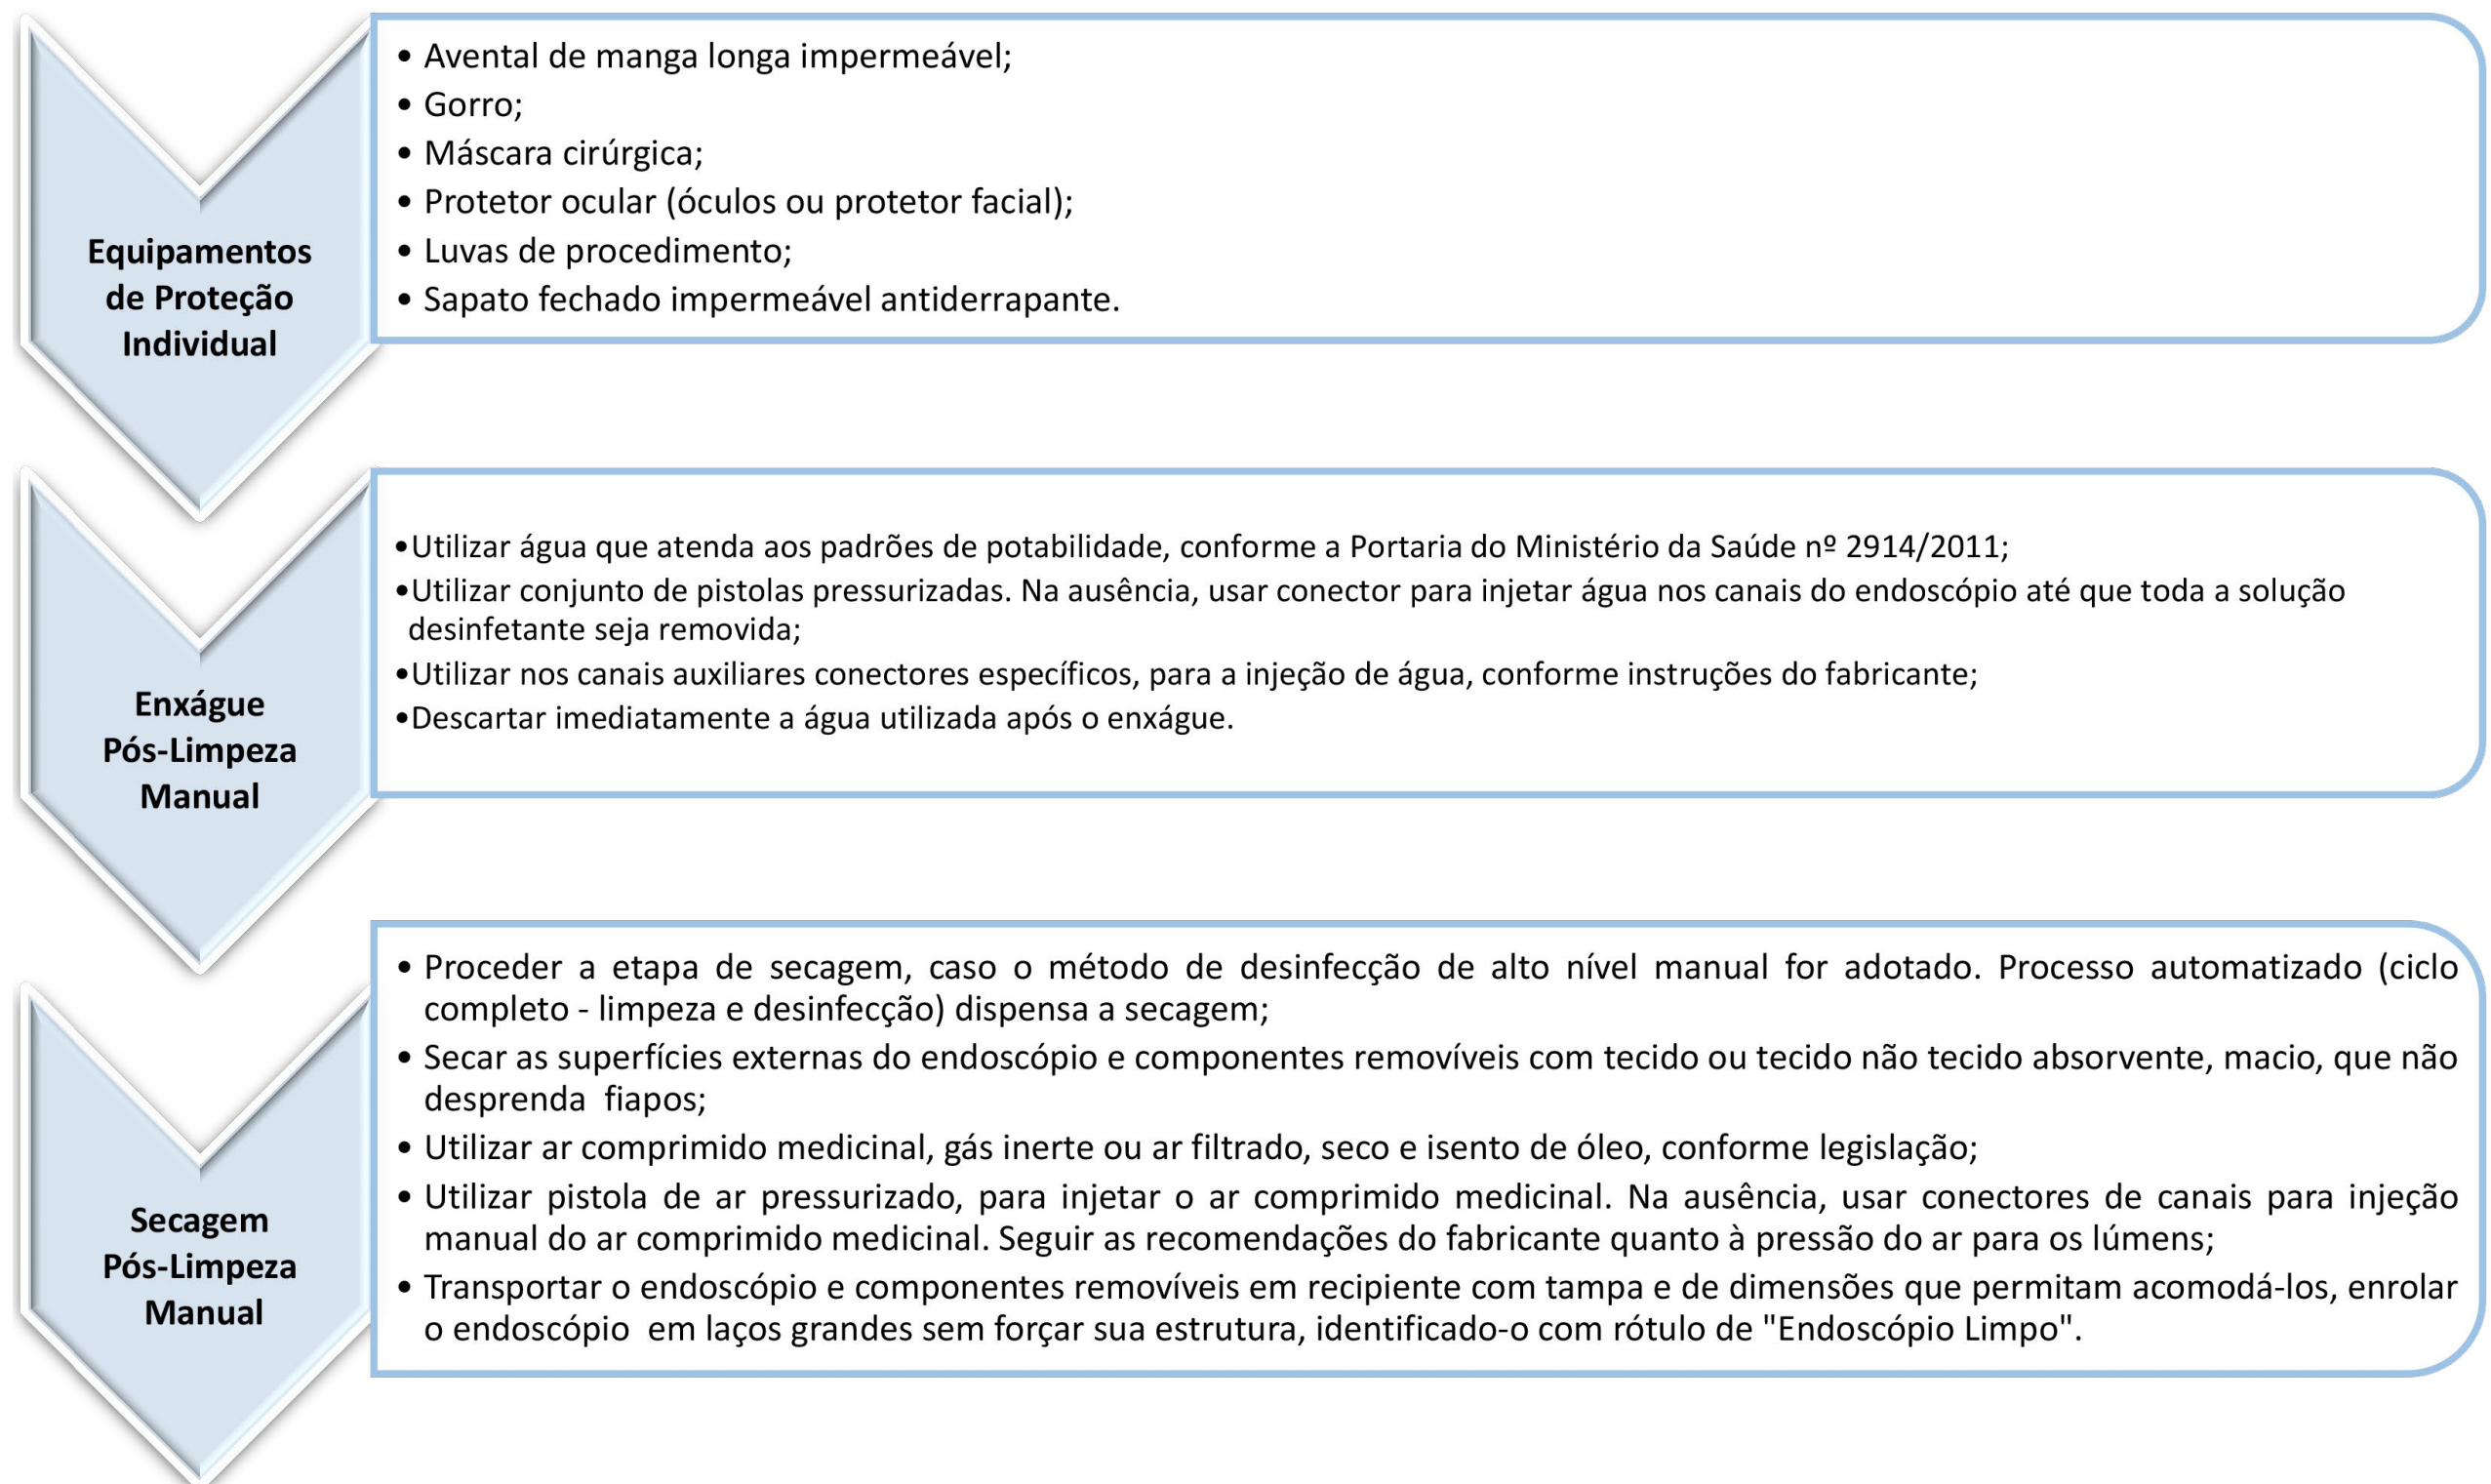 Equipamentos
de Proteção
Individual
• Avental de manga longa impermeável;
• Gorro;
• Máscara cirúrgica;
• Protetor ocular (óculos ou protetor facial);
• Luvas de procedimento;
• Sapato fechado impermeável antiderrapante.
Enxágue
Pós-Limpeza
Manual
•Utilizar água que atenda aos padrões de potabilidade, conforme a Portaria do Ministério da Saúde nº 2914/2011;
•Utilizar conjunto de pistolas pressurizadas. Na ausência, usar conector para injetar água nos canais do endoscópio até que toda a solução
desinfetante seja removida;
•Utilizar nos canais auxiliares conectores específicos, para a injeção de água, conforme instruções do fabricante;
•Descartar imediatamente a água utilizada após o enxágue.
Secagem
Pós-Limpeza
Manual
• Proceder a etapa de secagem, caso o método de desinfecção de alto nível manual for adotado. Processo automatizado (ciclo
completo - limpeza e desinfecção) dispensa a secagem;
• Secar as superfícies externas do endoscópio e componentes removíveis com tecido ou tecido não tecido absorvente, macio, que não
desprenda fiapos;
• Utilizar ar comprimido medicinal, gás inerte ou ar filtrado, seco e isento de óleo, conforme legislação;
• Utilizar pistola de ar pressurizado, para injetar o ar comprimido medicinal. Na ausência, usar conectores de canais para injeção
manual do ar comprimido medicinal. Seguir as recomendações do fabricante quanto à pressão do ar para os lúmens;
• Transportar o endoscópio e componentes removíveis em recipiente com tampa e de dimensões que permitam acomodá-los, enrolar
o endoscópio em laços grandes sem forçar sua estrutura, identificado-o com rótulo de "Endoscópio Limpo".